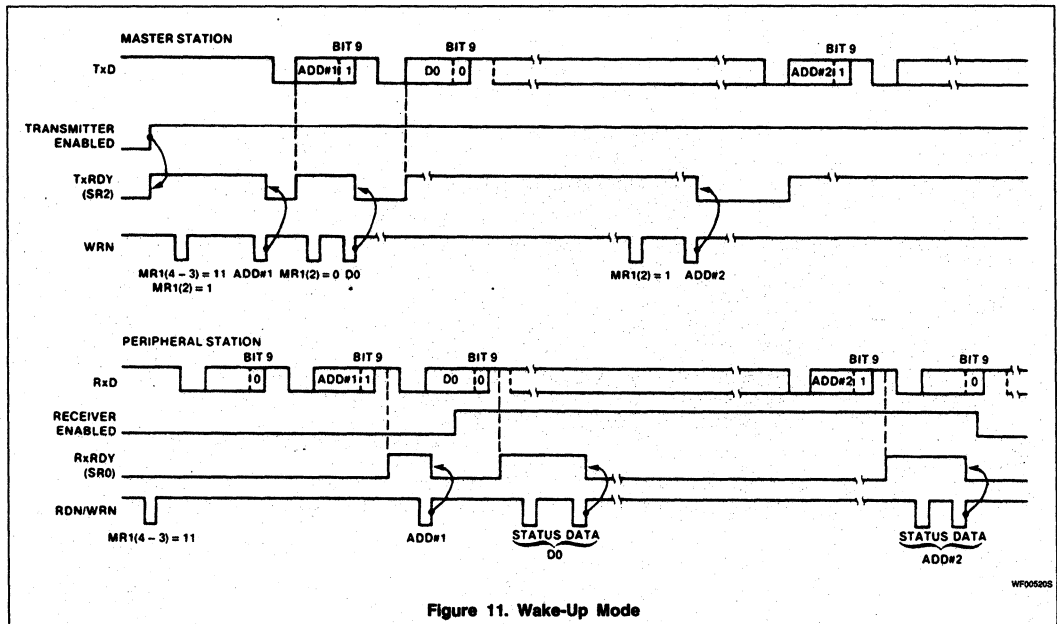 MASTER STATION
BIT 9 BIT 9 BIT 9
TxD ADD#1 1 D0 0 ADD#2 1
TRANSMITTER
ENABLED
TxRDY
(SR2)
WRN
MR1(4 – 3) = 11 ADD#1 MR1(2) = 0 D0 MR1(2) = 1 ADD#2
MR1(2) = 1
PERIPHERAL STATION
BIT 9 BIT 9 BIT 9 BIT 9 BIT 9
RxD 0 ADD#1 1 D0 0 ADD#2 1 0
RECEIVER
ENABLED
RxRDY
(SR0)
RDN/WRN
MR1(4 – 3) = 11 ADD#1 STATUS DATA STATUS DATA
D0 ADD#2
WF00520S
Figure 11. Wake-Up Mode